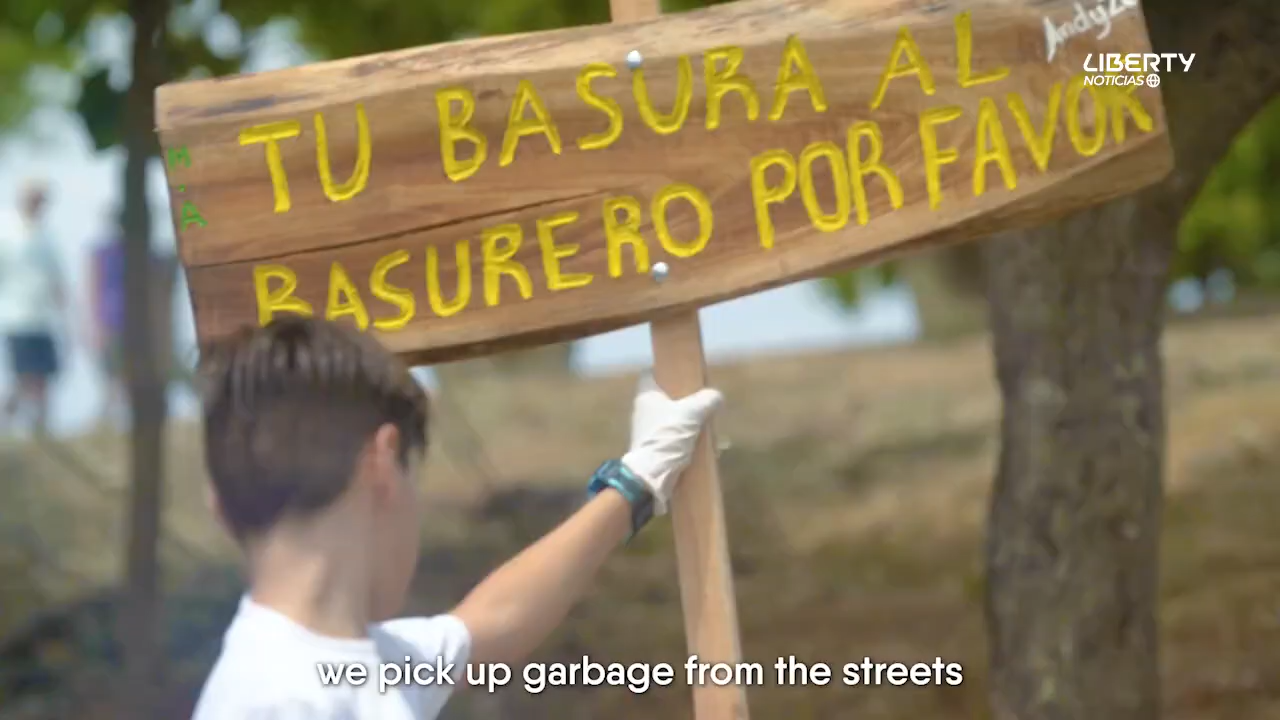 TU BASURA AL
BASURERO POR FAVOR
M.A
LIBERTY
NOTICIAS
we pick up garbage from the streets